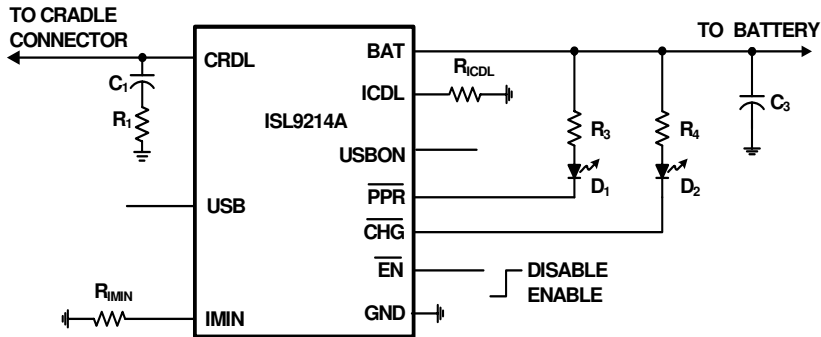 TO CRADLE
CONNECTOR
C1
R1
CRDL
USB
RIMIN
IMIN
ISL9214A
BAT
ICDL
RICDL
USBON
PPR
CHG
EN
GND
DISABLE
ENABLE
R3
D1
R4
D2
TO BATTERY
C3